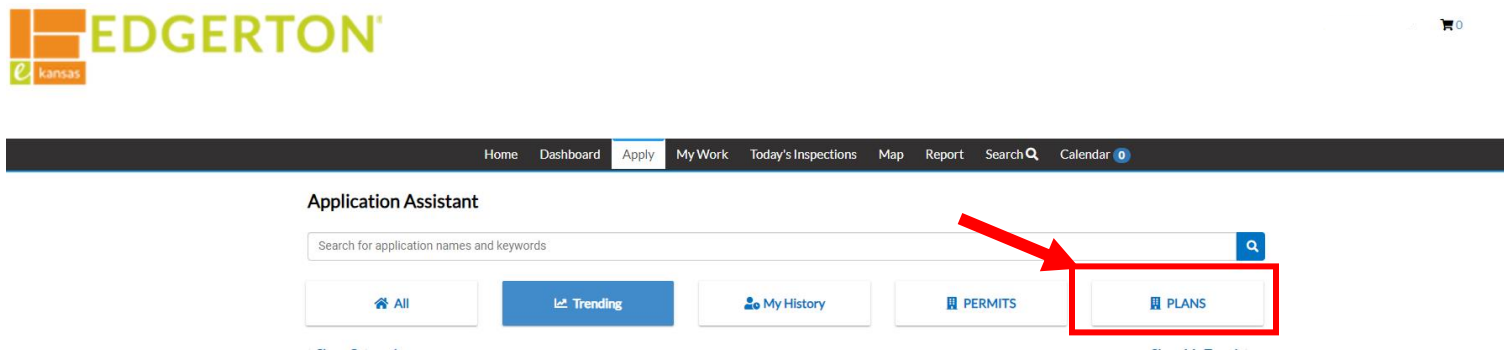 EDGERTON
e kansas
0
Home Dashboard Apply My Work Today's Inspections Map Report Search Calendar 0
Application Assistant
Search for application names and keywords
All Trending My History PERMITS PLANS